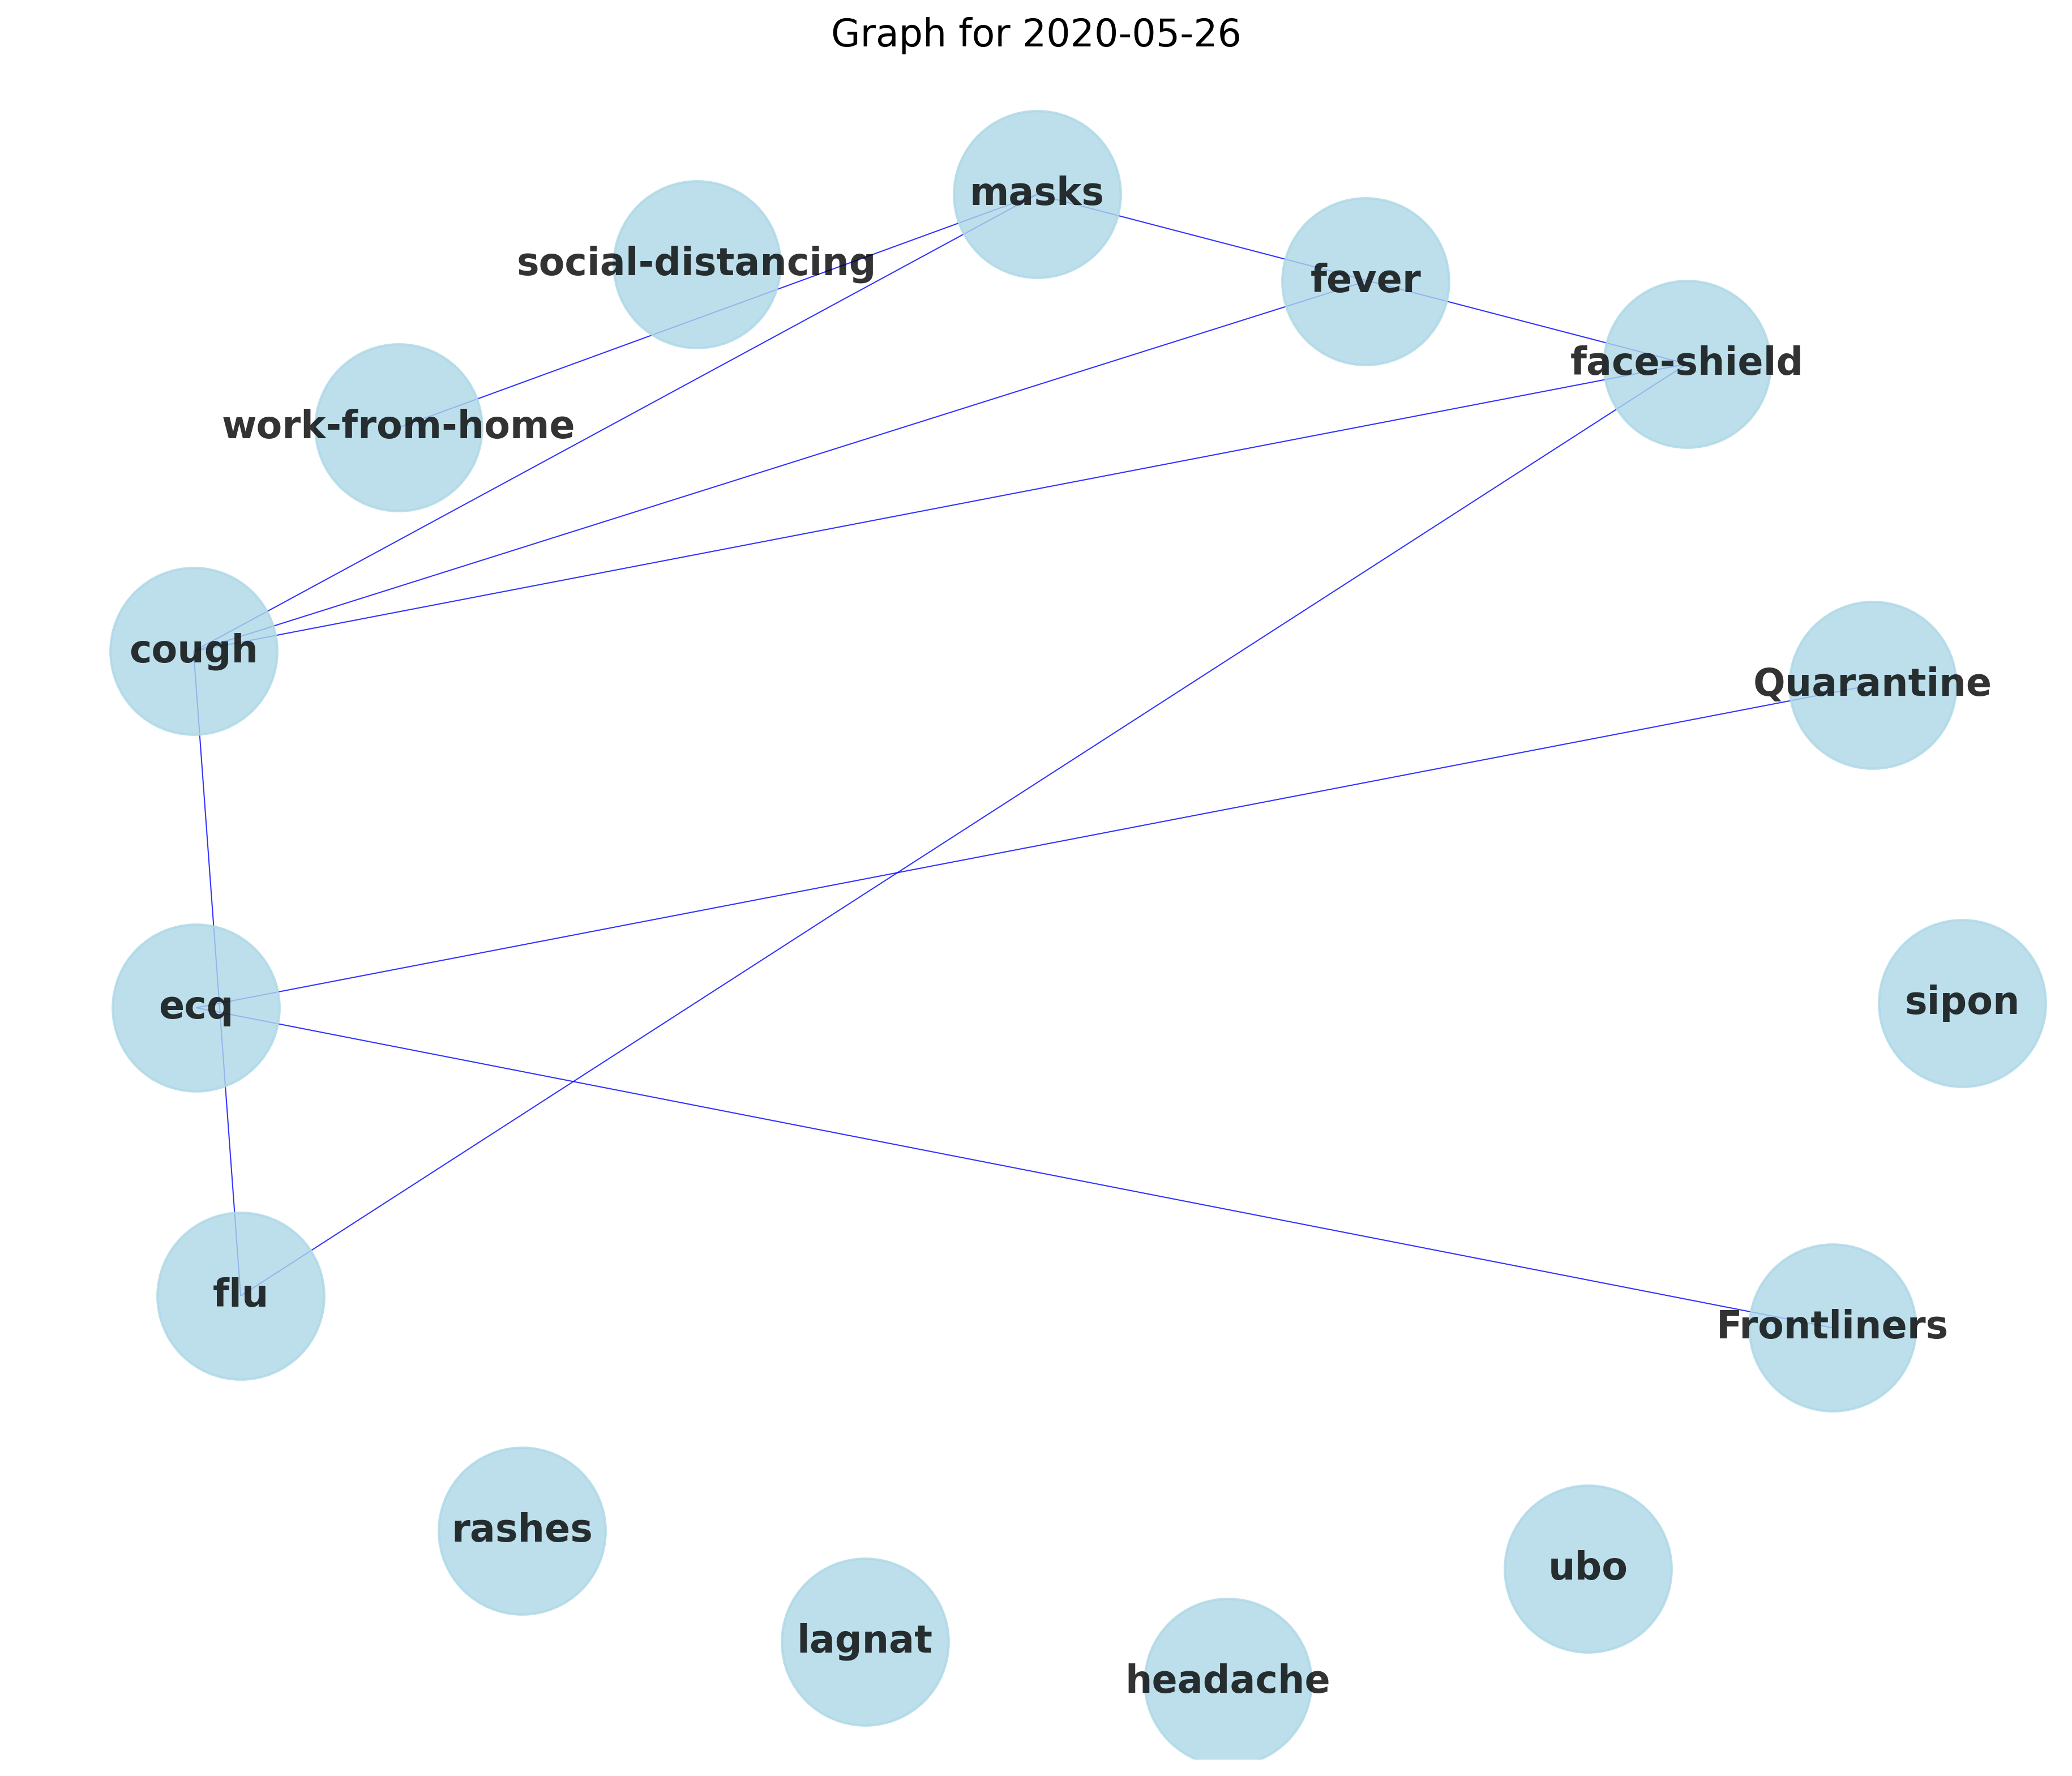 Graph for 2020-05-26
masks
social-distancing
fever
face-shield
work-from-home
cough
Quarantine
ecq
sipon
flu
Frontliners
rashes
ubo
lagnat
headache